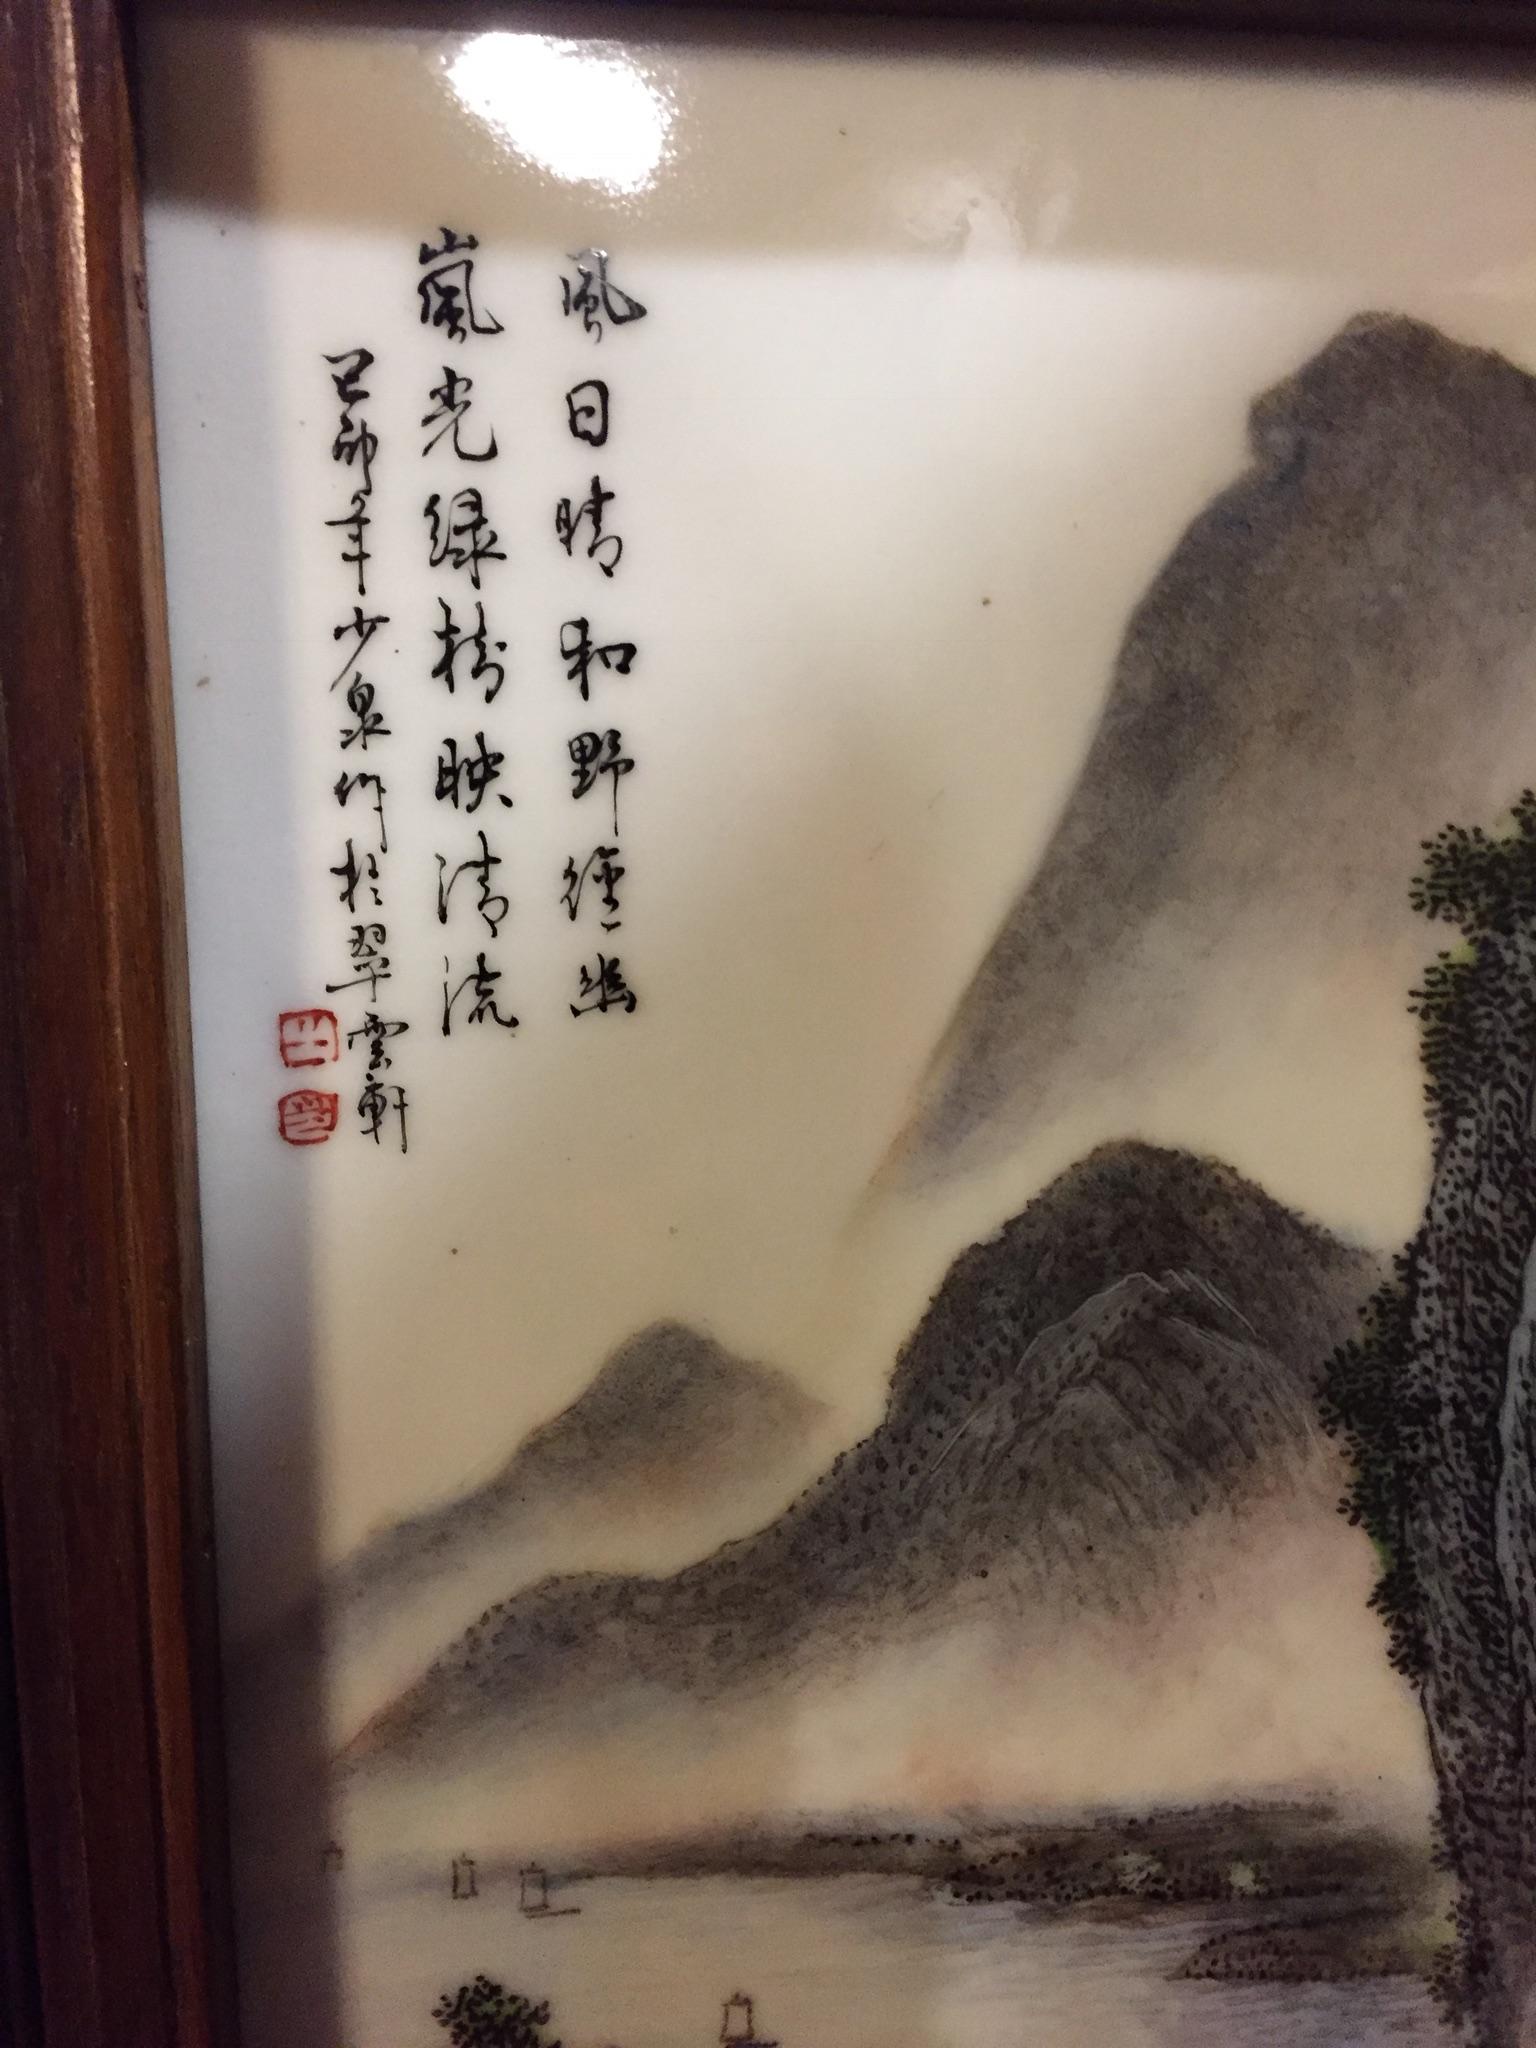 風日晴和野徑幽
嵐光緑樹映清流
己卯年少泉作於翠雲軒